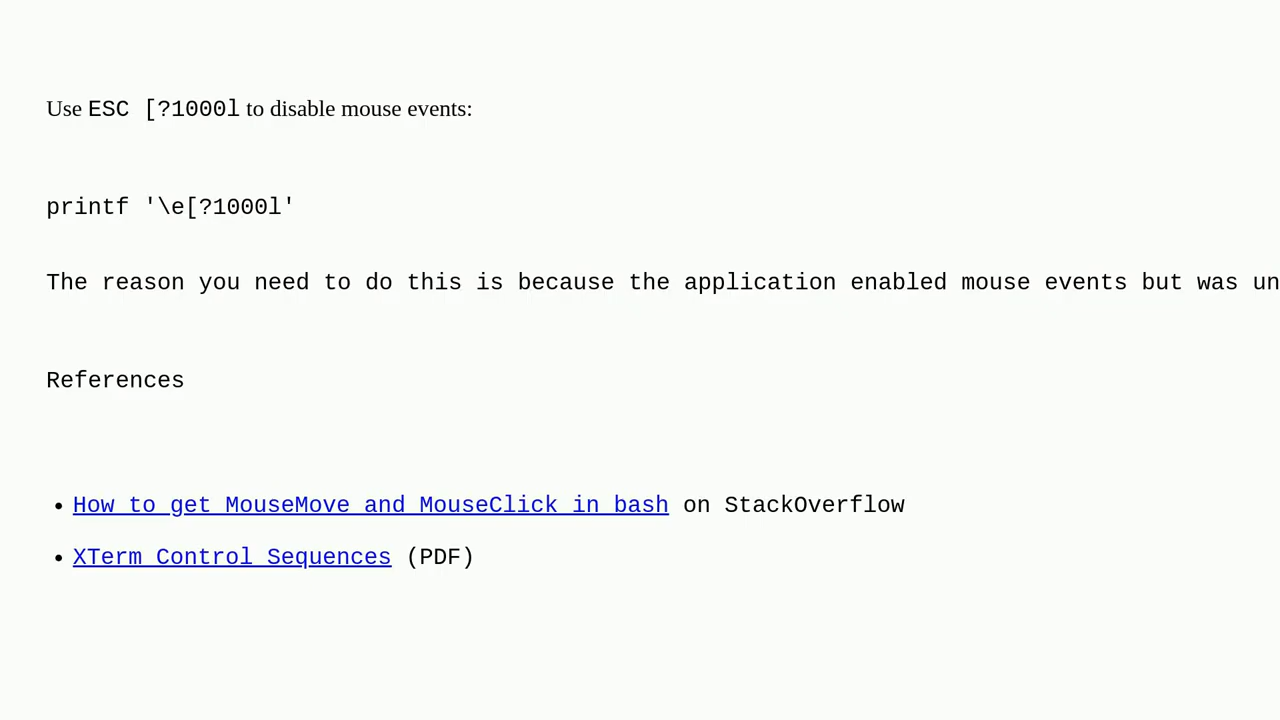 Use ESC [?1000l to disable mouse events:
printf '\e[?1000l'
The reason you need to do this is because the application enabled mouse events but was un
References
• How to get MouseMove and MouseClick in bash on StackOverflow
• XTerm Control Sequences (PDF)